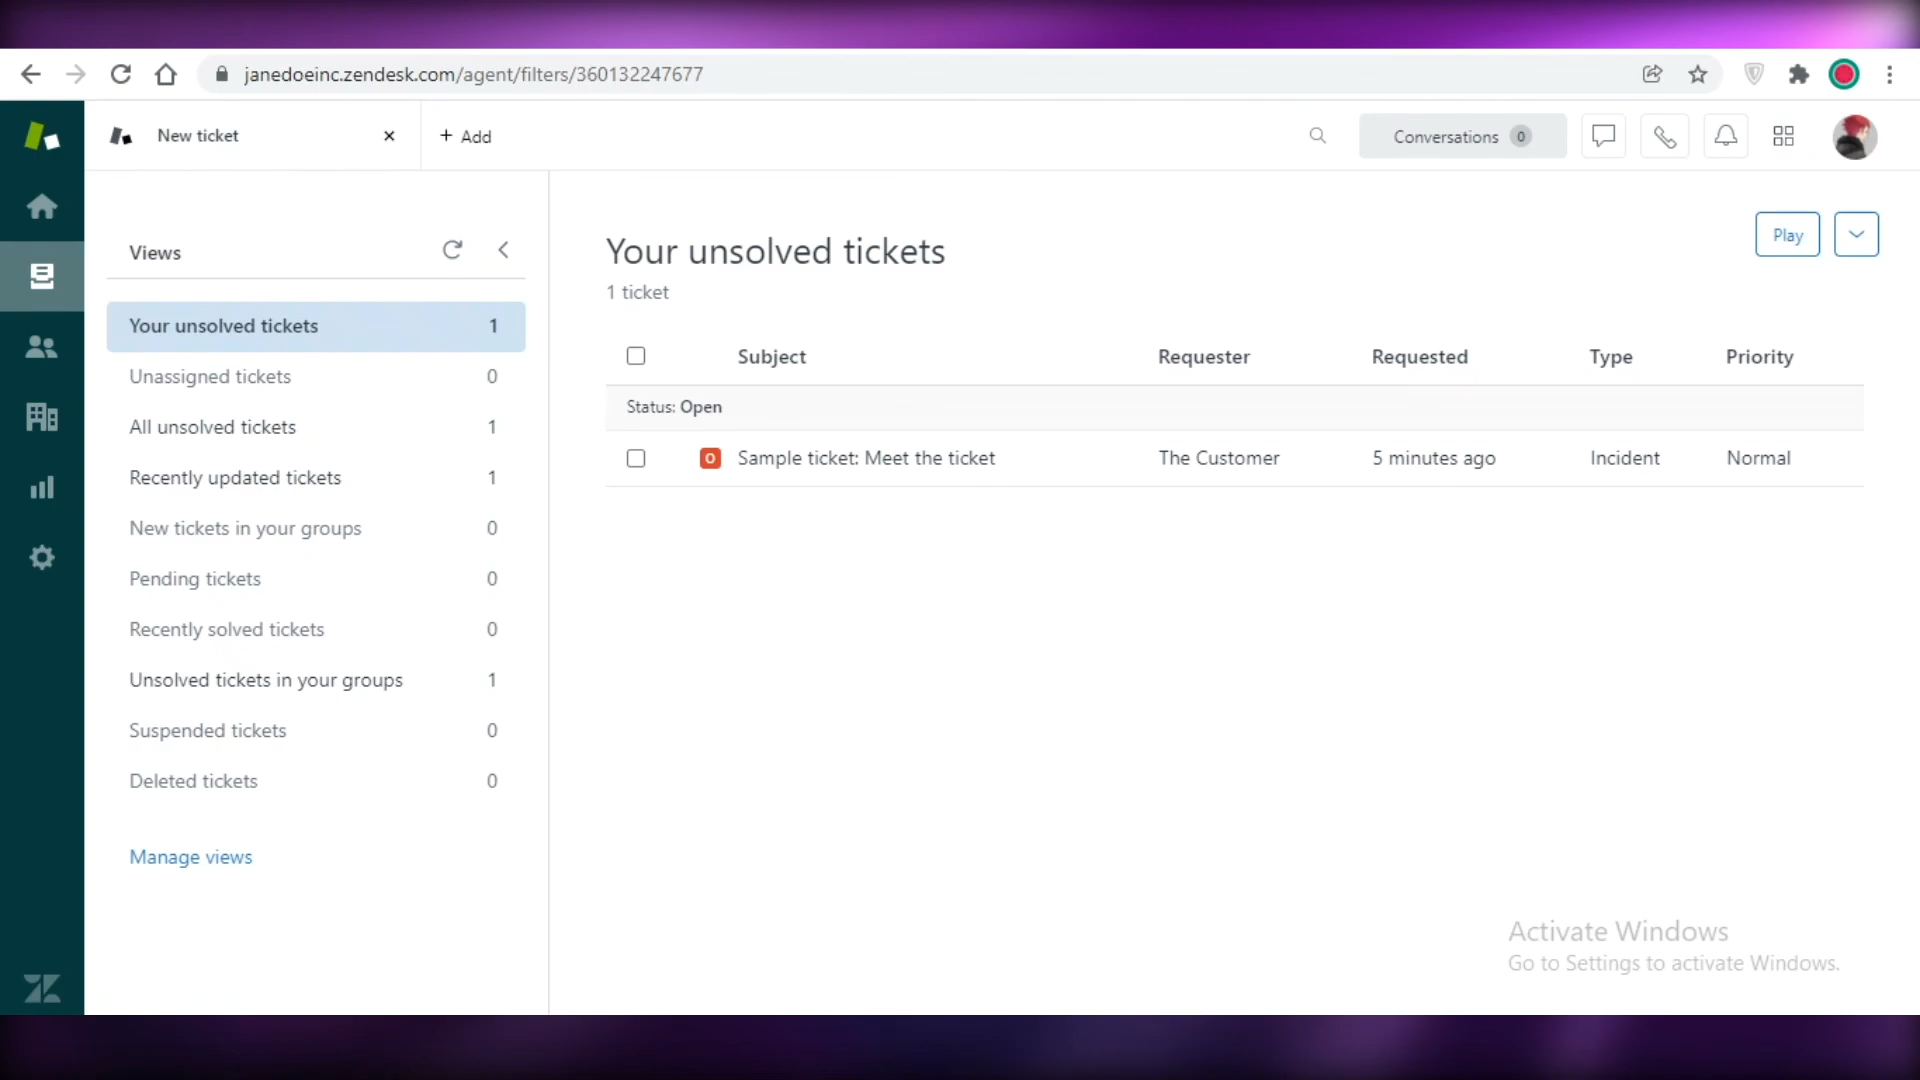 janedoeinc.zendesk.com/agent/filters/360132247677
New ticket
+ Add
Conversations 0
Views
Your unsolved tickets 1
Unassigned tickets 0
All unsolved tickets 1
Recently updated tickets 1
New tickets in your groups 0
Pending tickets 0
Recently solved tickets 0
Unsolved tickets in your groups 1
Suspended tickets 0
Deleted tickets 0
Manage views
Your unsolved tickets
1 ticket
Play
Subject Requester Requested Type Priority
Status: Open
O Sample ticket: Meet the ticket The Customer 5 minutes ago Incident Normal
Activate Windows
Go to Settings to activate Windows.